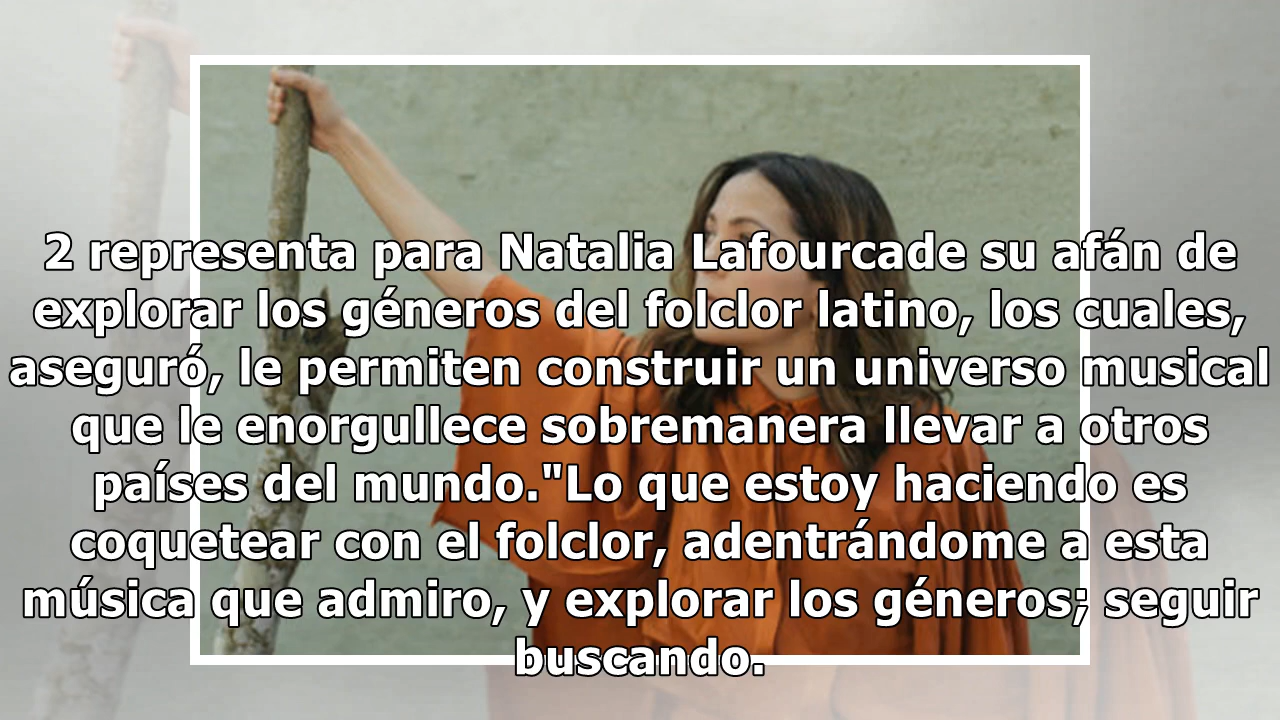 2 representa para Natalia Lafourcade su afán de
explorar los géneros del folclor latino, los cuales,
aseguró, le permiten construir un universo musical
que le enorgullece sobremanera llevar a otros
países del mundo."Lo que estoy haciendo es
coquetear con el folclor, adentrándome a esta
música que admiro, y explorar los géneros; seguir
buscando.